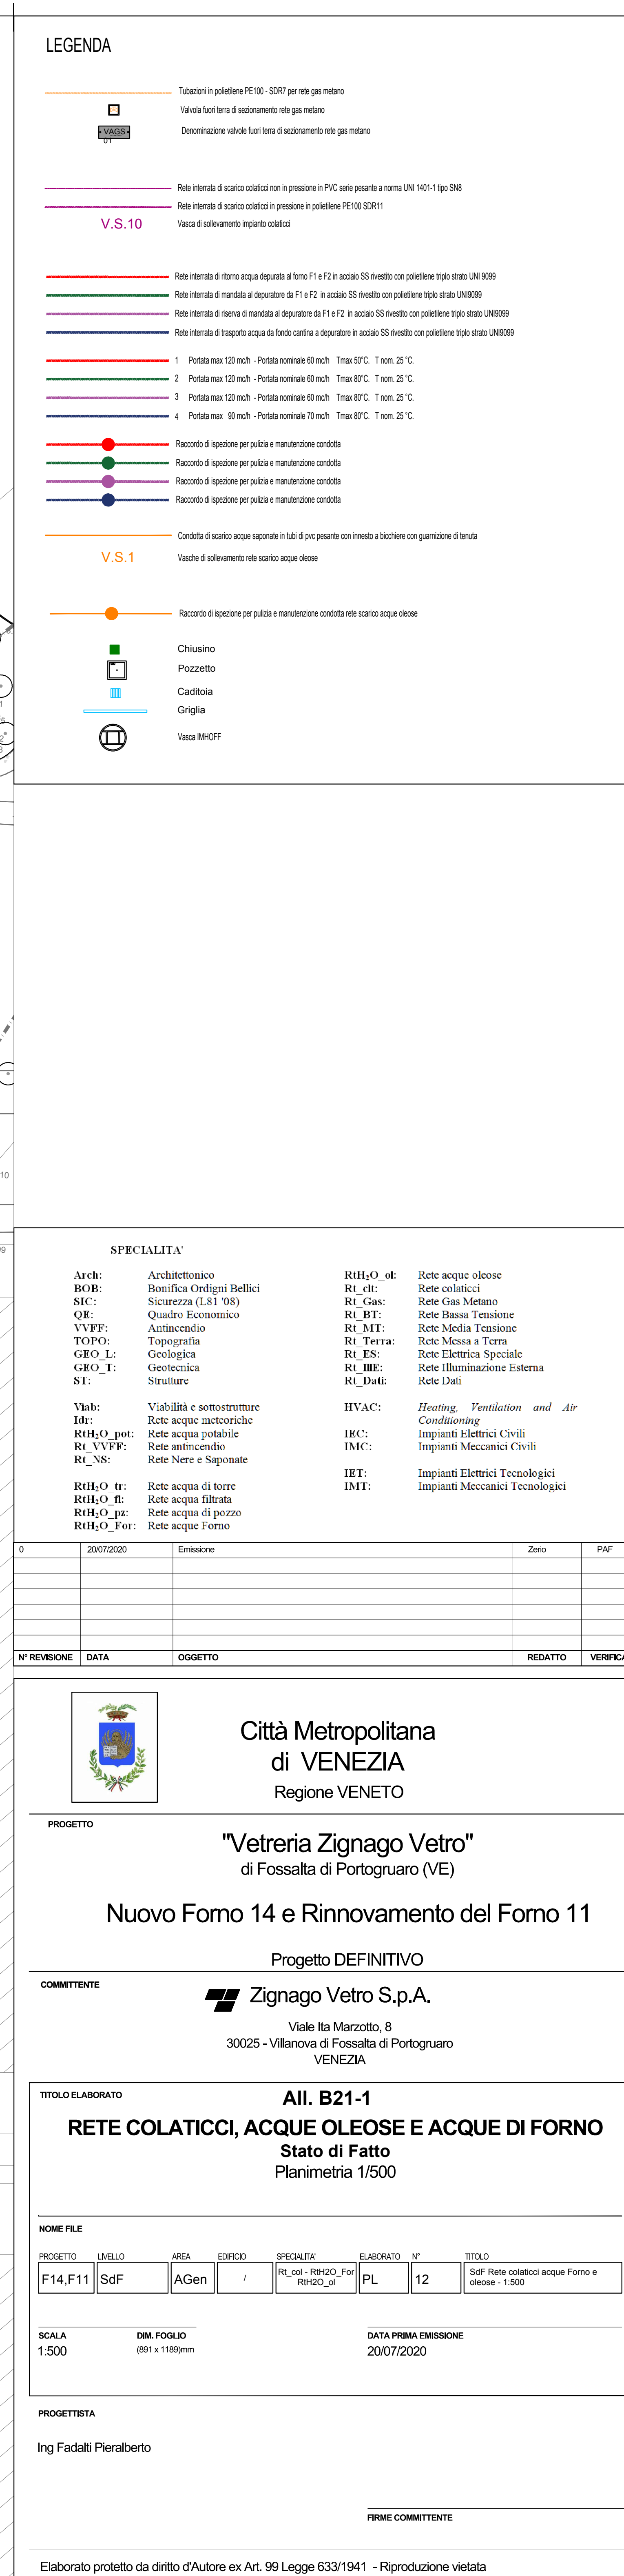 LEGENDA
Tubazioni in polietilene PE100 - SDR7 per rete gas metano
Valvola fuori terra di sezionamento rete gas metano
VAGS
01
Denominazione valvole fuori terra di sezionamento rete gas metano
Rete interrata di scarico colaticci non in pressione in PVC serie pesante a norma UNI 1401-1 tipo SN8
Rete interrata di scarico colaticci in pressione in polietilene PE100 SDR11
V.S.10 Vasca di sollevamento impianto colaticci
Rete interrata di ritorno acqua depurata al forno F1 e F2 in acciaio SS rivestito con polietilene triplo strato UNI 9099
Rete interrata di mandata al depuratore da F1 e F2 in acciaio SS rivestito con polietilene triplo strato UNI9099
Rete interrata di riserva di mandata al depuratore da F1 e F2 in acciaio SS rivestito con polietilene triplo strato UNI9099
Rete interrata di trasporto acqua da fondo cantina a depuratore in acciaio SS rivestito con polietilene triplo strato UNI9099
1 Portata max 120 mc/h - Portata nominale 60 mc/h Tmax 50°C. T nom. 25 °C.
2 Portata max 120 mc/h - Portata nominale 60 mc/h Tmax 80°C. T nom. 25 °C.
3 Portata max 120 mc/h - Portata nominale 60 mc/h Tmax 80°C. T nom. 25 °C.
4 Portata max 90 mc/h - Portata nominale 70 mc/h Tmax 80°C. T nom. 25 °C.
Raccordo di ispezione per pulizia e manutenzione condotta
Raccordo di ispezione per pulizia e manutenzione condotta
Raccordo di ispezione per pulizia e manutenzione condotta
Raccordo di ispezione per pulizia e manutenzione condotta
Condotta di scarico acque saponate in tubi di pvc pesante con innesto a bicchiere con guarnizione di tenuta
V.S.1 Vasche di sollevamento rete scarico acque oleose
Raccordo di ispezione per pulizia e manutenzione condotta rete scarico acque oleose
Chiusino
Pozzetto
Caditoia
Griglia
Vasca IMHOFF
SPECIALITA'
Arch: Architettonico
BOB: Bonifica Ordigni Bellici
SIC: Sicurezza (L81 '08)
QE: Quadro Economico
VVFF: Antincendio
TOPO: Topografia
GEO_L: Geologica
GEO_T: Geotecnica
ST: Strutture
Viab: Viabilità e sottostrutture
Idr: Rete acque meteoriche
RtH₂O_pot: Rete acqua potabile
Rt_VVFF: Rete antincendio
Rt_NS: Rete Nere e Saponate
RtH₂O_tr: Rete acqua di torre
RtH₂O_fl: Rete acqua filtrata
RtH₂O_pz: Rete acqua di pozzo
RtH₂O_For: Rete acque Forno
RtH₂O_ol: Rete acque oleose
Rt_clt: Rete colaticci
Rt_Gas: Rete Gas Metano
Rt_BT: Rete Bassa Tensione
Rt_MT: Rete Media Tensione
Rt_Terra: Rete Messa a Terra
Rt_ES: Rete Elettrica Speciale
Rt_IllE: Rete Illuminazione Esterna
Rt_Dati: Rete Dati
HVAC: Heating, Ventilation and Air
Conditioning
IEC: Impianti Elettrici Civili
IMC: Impianti Meccanici Civili
IET: Impianti Elettrici Tecnologici
IMT: Impianti Meccanici Tecnologici
0 20/07/2020 Emissione Zerio PAF
N° REVISIONE DATA OGGETTO REDATTO VERIFICA
Città Metropolitana
di VENEZIA
Regione VENETO
PROGETTO
"Vetreria Zignago Vetro"
di Fossalta di Portogruaro (VE)
Nuovo Forno 14 e Rinnovamento del Forno 11
Progetto DEFINITIVO
COMMITTENTE
Zignago Vetro S.p.A.
Viale Ita Marzotto, 8
30025 - Villanova di Fossalta di Portogruaro
VENEZIA
TITOLO ELABORATO
All. B21-1
RETE COLATICCI, ACQUE OLEOSE E ACQUE DI FORNO
Stato di Fatto
Planimetria 1/500
NOME FILE
PROGETTO LIVELLO AREA EDIFICIO SPECIALITA' ELABORATO N° TITOLO
F14,F11 SdF AGen / Rt_col - RtH2O_For RtH2O_ol PL 12 SdF Rete colaticci acque Forno e oleose - 1:500
SCALA DIM. FOGLIO DATA PRIMA EMISSIONE
1:500 (891 x 1189)mm 20/07/2020
PROGETTISTA
Ing Fadalti Pieralberto
FIRME COMMITTENTE
Elaborato protetto da diritto d'Autore ex Art. 99 Legge 633/1941 - Riproduzione vietata